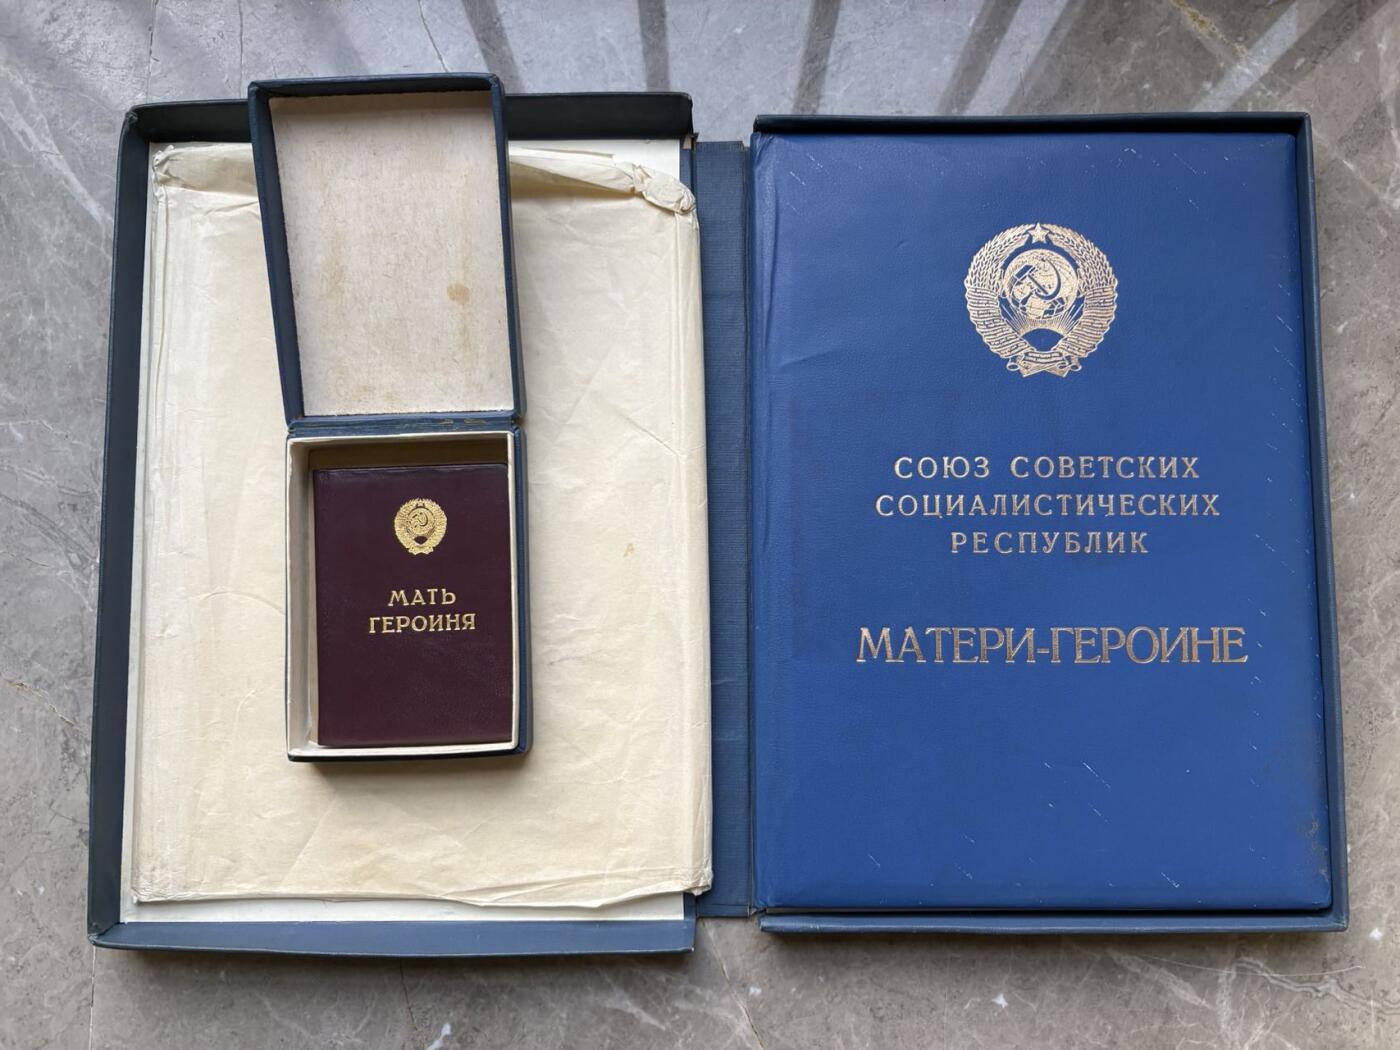 МАТЬ
ГЕРОИНЯ
СОЮЗ СОВЕТСКИХ
СОЦИАЛИСТИЧЕСКИХ
РЕСПУБЛИК
МАТЕРИ-ГЕРОИНЕ